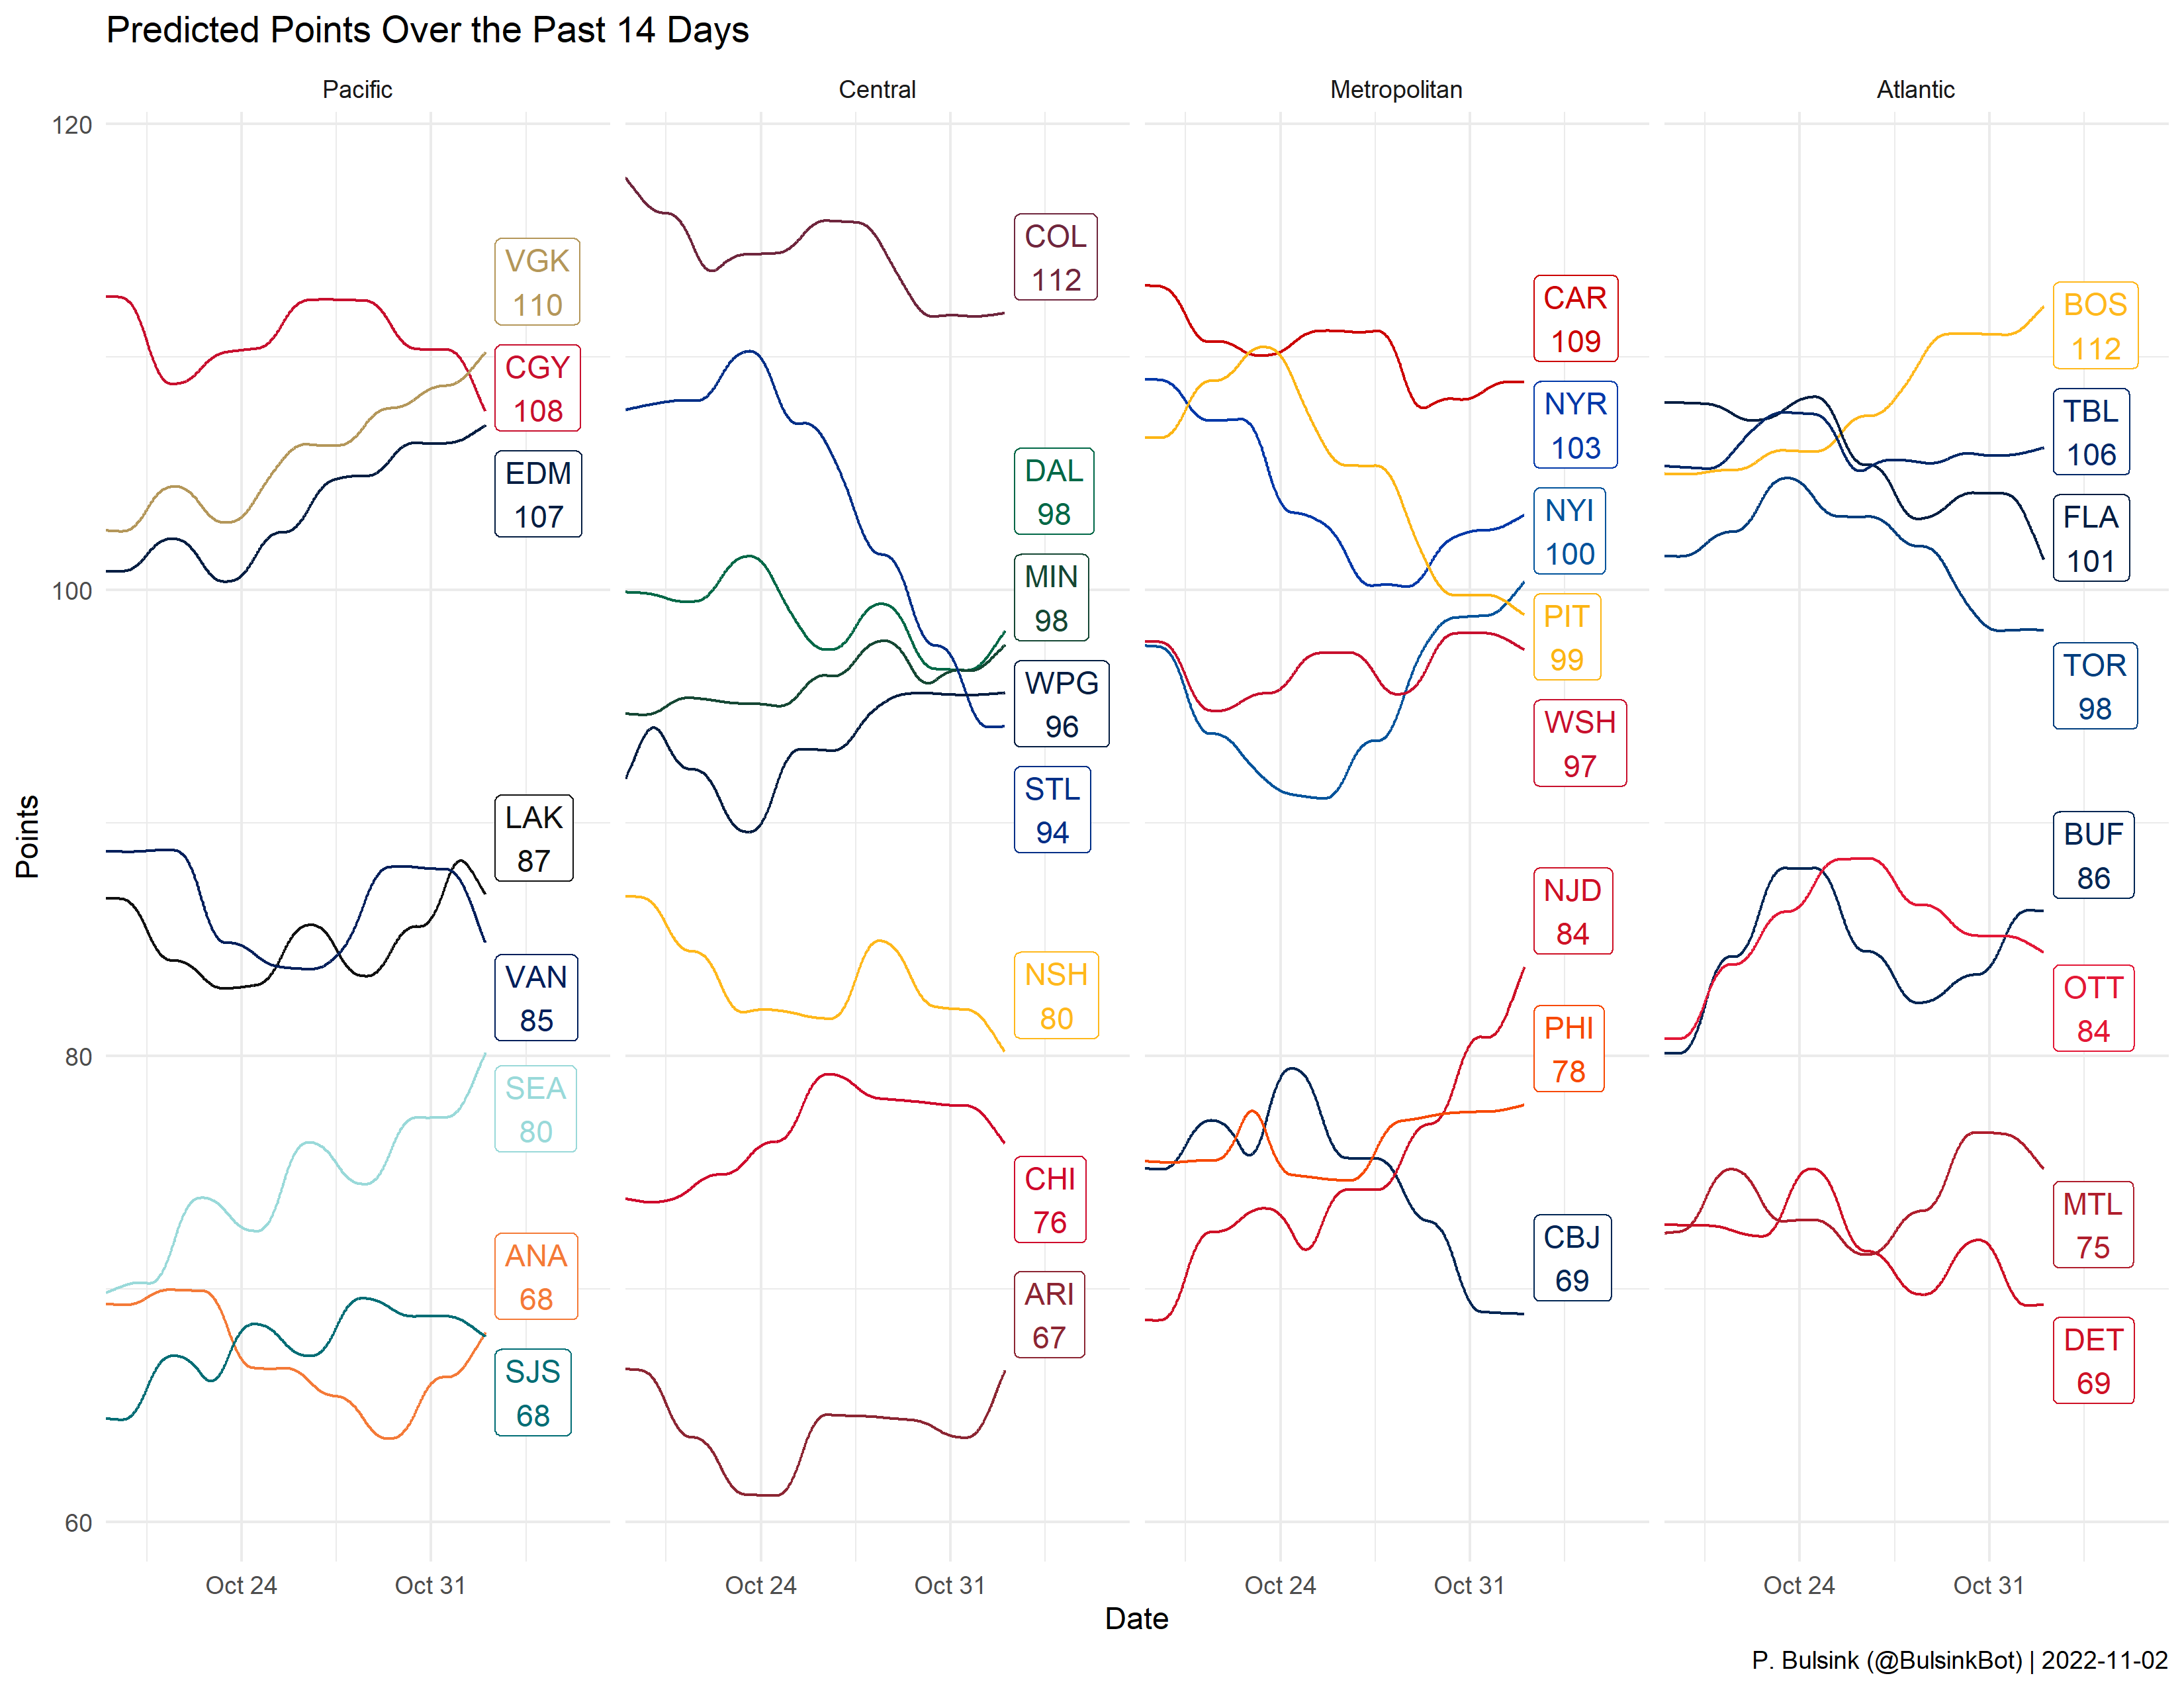 Predicted Points Over the Past 14 Days
Pacific
Central
Metropolitan
Atlantic
Points
120
100
80
60
VGK
110
CGY
108
EDM
107
LAK
87
VAN
85
SEA
80
ANA
68
SJS
68
COL
112
DAL
98
MIN
98
WPG
96
STL
94
NSH
80
CHI
76
ARI
67
CAR
109
NYR
103
NYI
100
PIT
99
WSH
97
NJD
84
PHI
78
CBJ
69
BOS
112
TBL
106
FLA
101
TOR
98
BUF
86
OTT
84
MTL
75
DET
69
Oct 24
Oct 31
Oct 24
Oct 31
Oct 24
Oct 31
Oct 24
Oct 31
Date
P. Bulsink (@BulsinkBot) | 2022-11-02